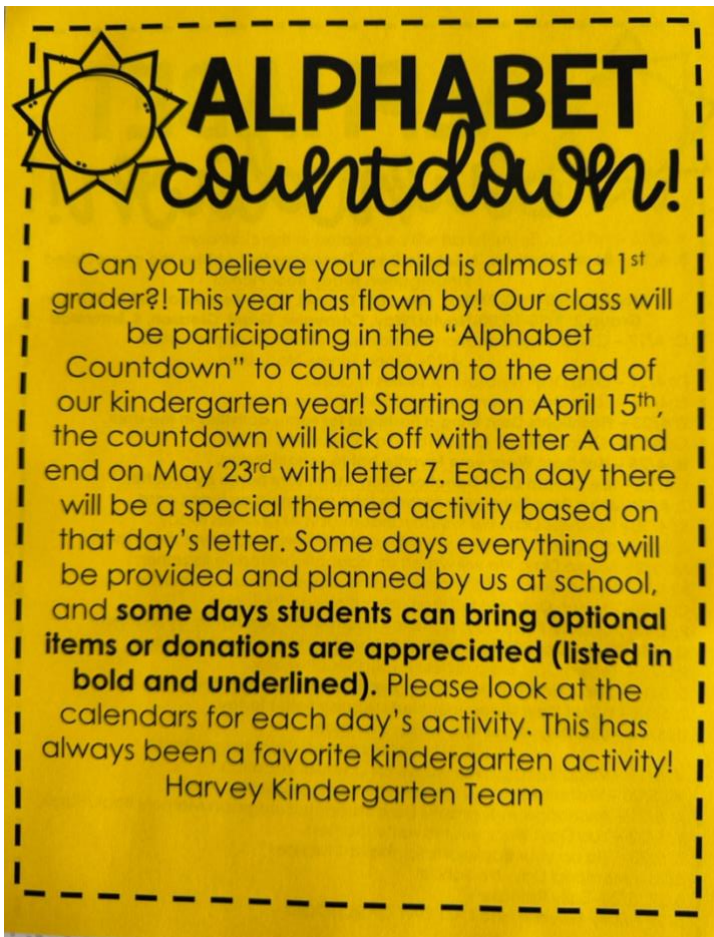 ALPHABET
countdown!
Can you believe your child is almost a 1st
grader?! This year has flown by! Our class will
be participating in the “Alphabet
Countdown” to count down to the end of
our kindergarten year! Starting on April 15th,
the countdown will kick off with letter A and
end on May 23rd with letter Z. Each day there
will be a special themed activity based on
that day’s letter. Some days everything will
be provided and planned by us at school,
and some days students can bring optional
items or donations are appreciated (listed in
bold and underlined). Please look at the
calendars for each day’s activity. This has
always been a favorite kindergarten activity!
Harvey Kindergarten Team